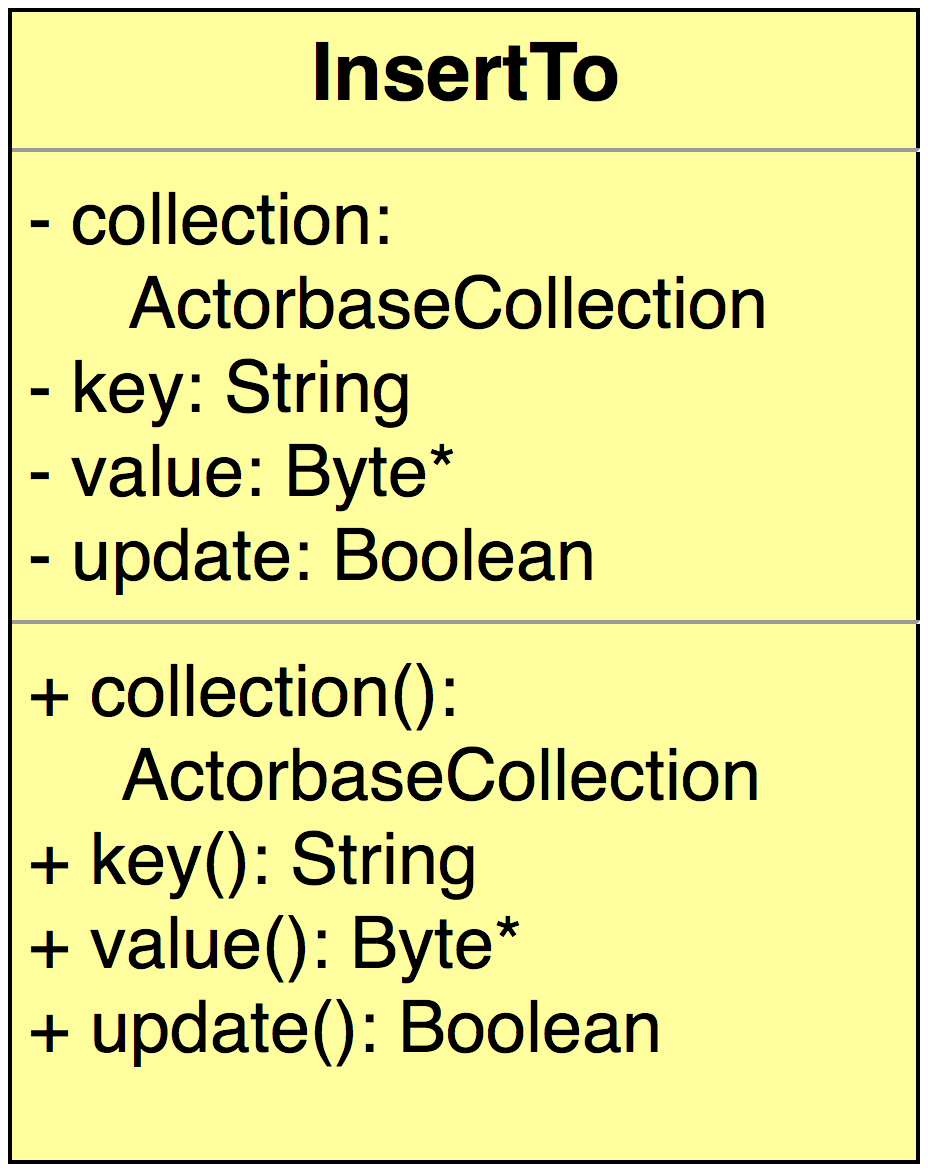 InsertTo
- collection:
ActorbaseCollection
- key: String
- value: Byte*
- update: Boolean
+ collection():
ActorbaseCollection
+ key(): String
+ value(): Byte*
+ update(): Boolean